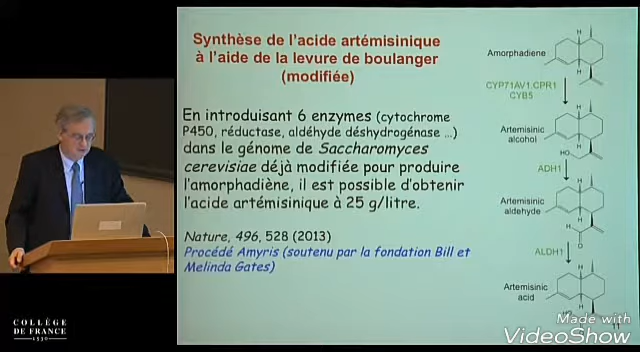 Synthèse de l'acide artémisinique
à l'aide de la levure de boulanger
(modifiée)
En introduisant 6 enzymes (cytochrome
P450, réductase, aldéhyde déshydrogénase ...)
dans le génome de Saccharomyces
cerevisiae déjà modifiée pour produire
l'amorphadiène, il est possible d'obtenir
l'acide artémisinique à 25 g/litre.
Nature, 496, 528 (2013)
Procédé Amyris (soutenu par la fondation Bill et
Melinda Gates)
Amorphadiene
CYP71AV1.CPR1
CYB5
Artemisinic
alcohol
HO
ADH1
Artemisinic
aldehyde
H
O
ALDH1
Artemisinic
acid
H
H
H
H
H
H
H
COLLÈGE
DE FRANCE
1530
Made with
VideoShow